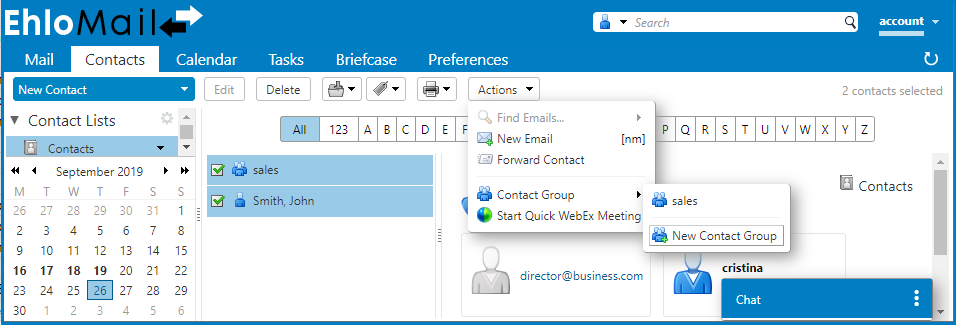 EhloMail
Search
account
Mail Contacts Calendar Tasks Briefcase Preferences
New Contact Edit Delete Actions 2 contacts selected
Contact Lists
Contacts
All 123 A B C D E F P Q R S T U V W X Y Z
Find Emails...
New Email [nm]
Forward Contact
Contact Group
Start Quick WebEx Meeting
sales
New Contact Group
September 2019
M T W T F S S
26 27 28 29 30 31 1
2 3 4 5 6 7 8
9 10 11 12 13 14 15
16 17 18 19 20 21 22
23 24 25 26 27 28 29
30 1 2 3 4 5 6
sales
Smith, John
Contacts
director@business.com
cristina
Chat